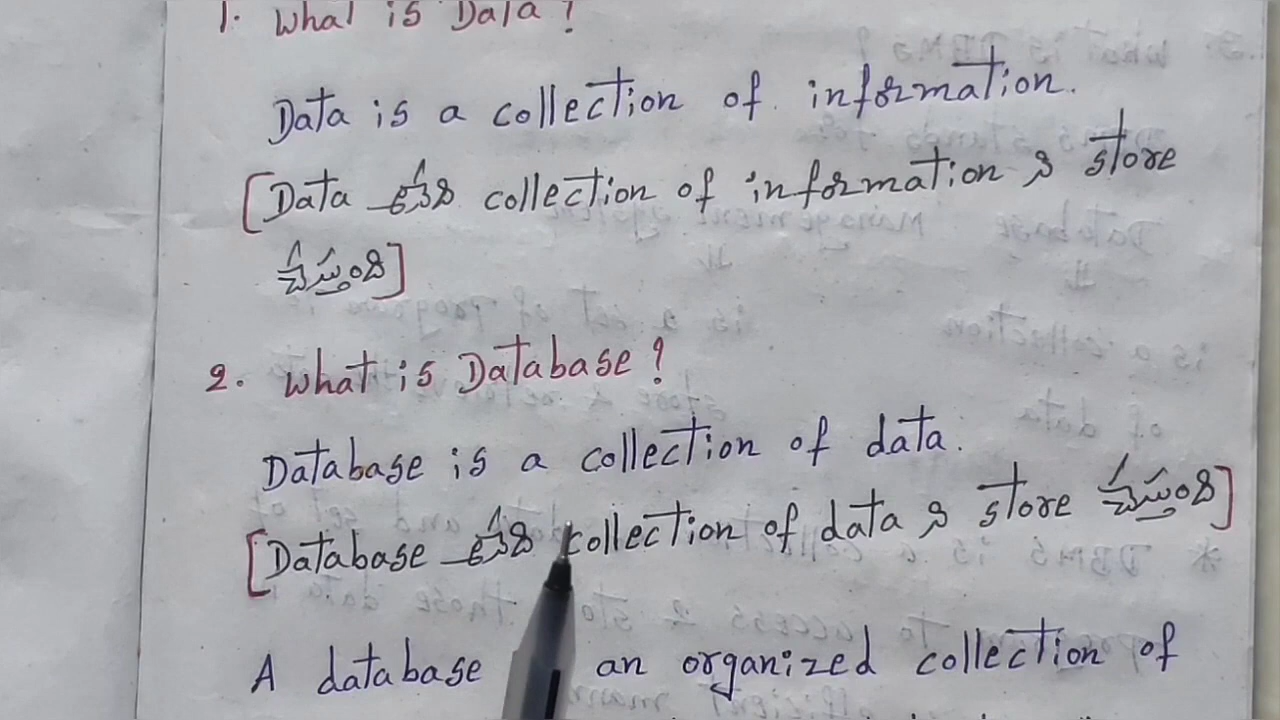 1. What is Data?
Data is a collection of information.
[Data అనేది collection of information ని store
చేస్తుంది]
2. What is Database?
Database is a collection of data.
[Database అనేది collection of data ని store చేస్తుంది]
A database an organized collection of